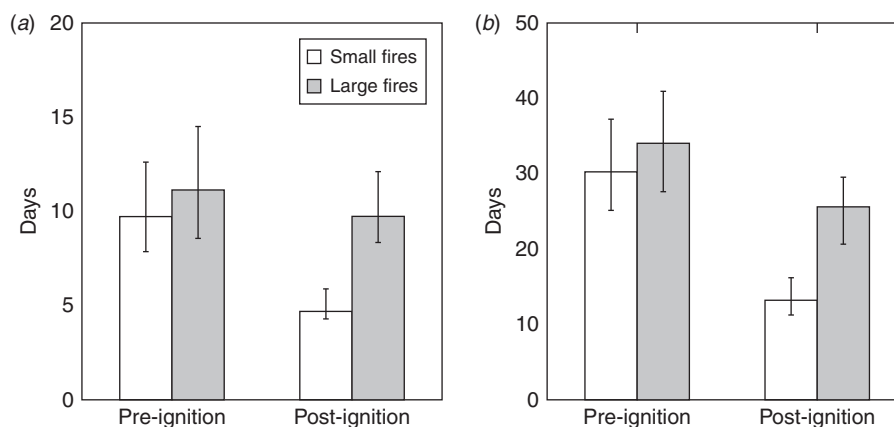 (a)
20
15
10
5
0
Days
Small fires
Large fires
Pre-ignition
Post-ignition
(b)
50
40
30
20
10
0
Days
Pre-ignition
Post-ignition